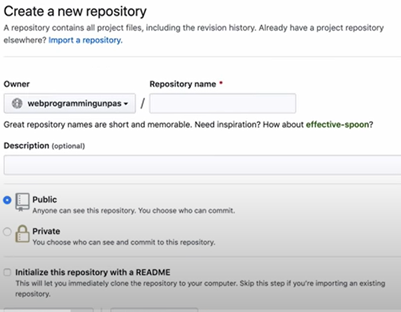 Create a new repository
A repository contains all project files, including the revision history. Already have a project repository
elsewhere? Import a repository.
Owner
Repository name *
webprogrammingunpas
/
Great repository names are short and memorable. Need inspiration? How about effective-spoon?
Description (optional)
Public
Anyone can see this repository. You choose who can commit.
Private
You choose who can see and commit to this repository.
Initialize this repository with a README
This will let you immediately clone the repository to your computer. Skip this step if you're importing an existing
repository.